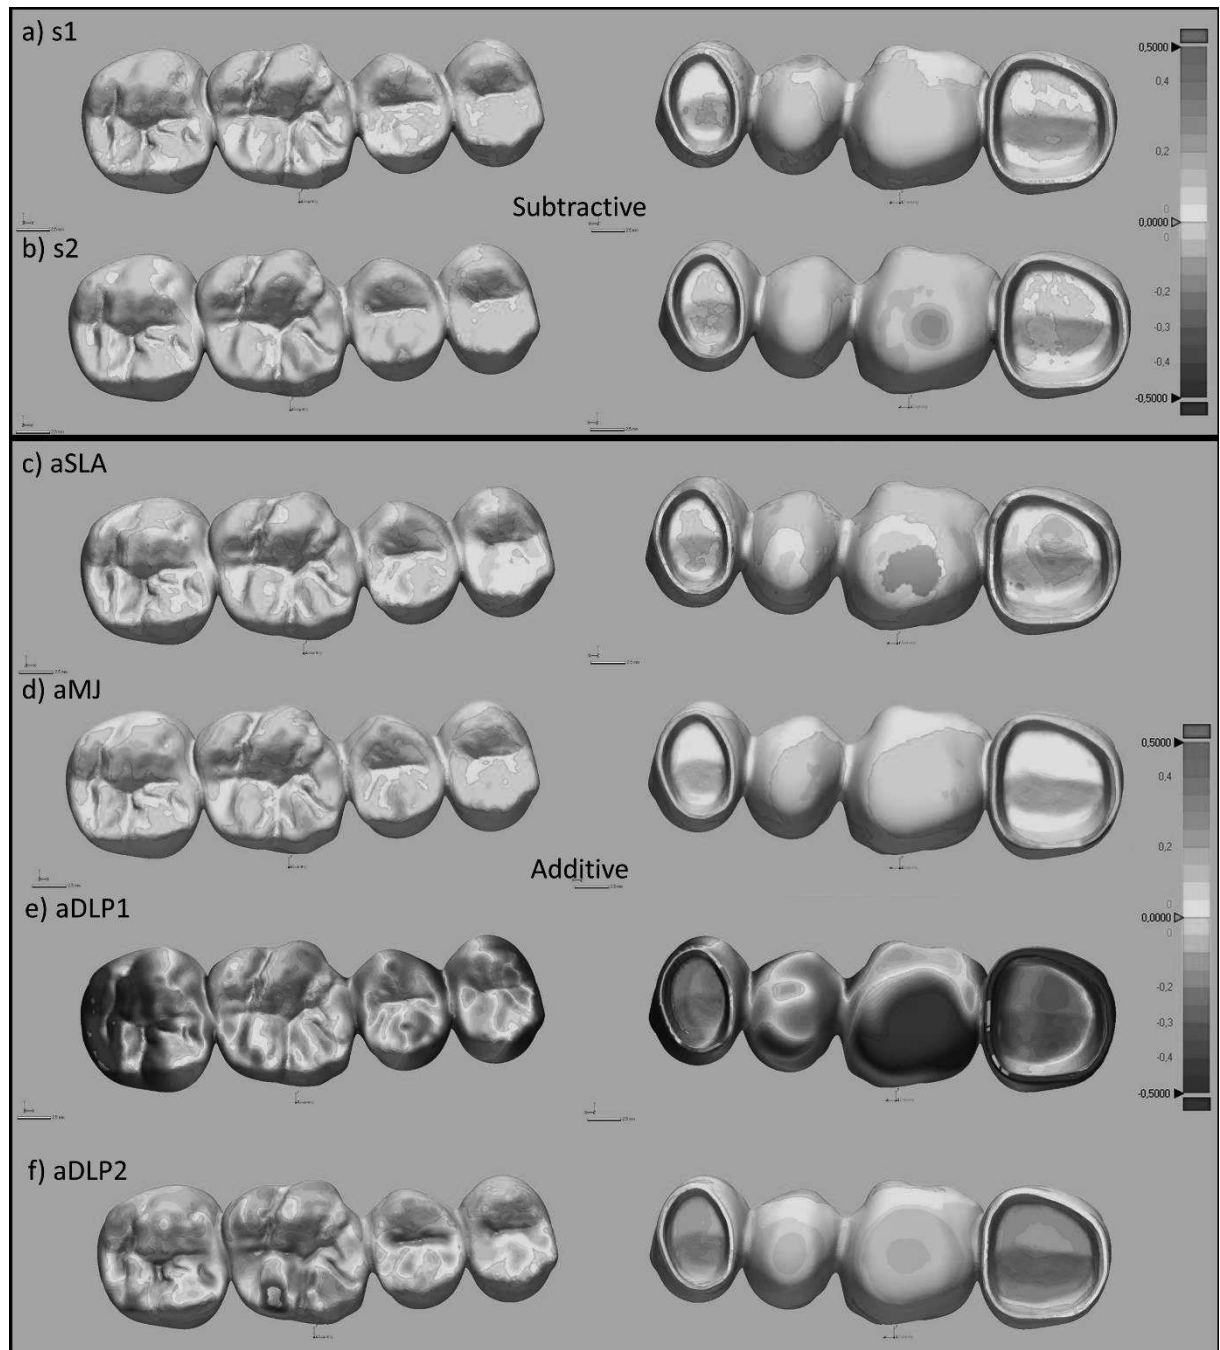 a) s1
0,5000
0,4
0,2
0
0,0000
0
-0,2
-0,3
-0,4
-0,5000
Subtractive
b) s2
c) aSLA
d) aMJ
Additive
0,5000
0,4
0,2
0
0,0000
0
-0,2
-0,3
-0,4
-0,5000
e) aDLP1
f) aDLP2